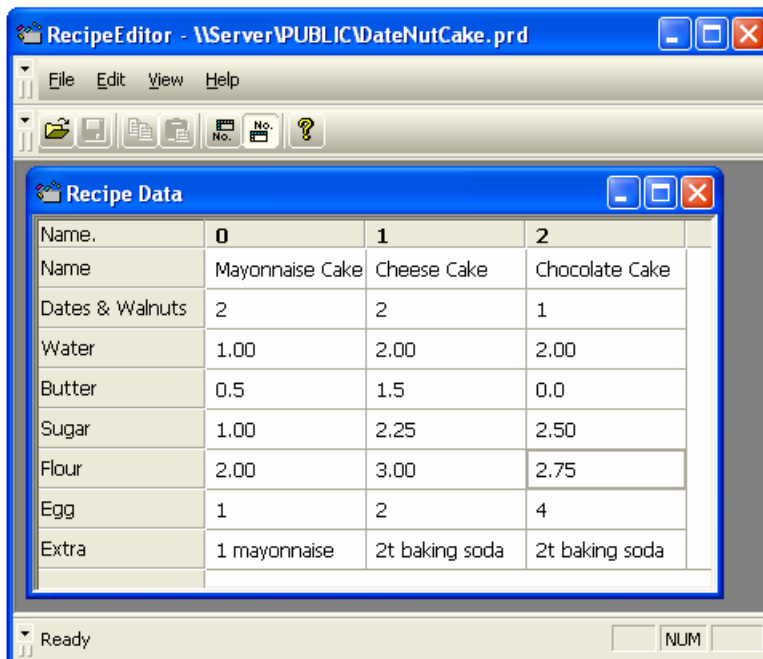 RecipeEditor - \\Server\PUBLIC\DateNutCake.prd
File Edit View Help
No. No.
Recipe Data
Name. 0 1 2
Name Mayonnaise Cake Cheese Cake Chocolate Cake
Dates & Walnuts 2 2 1
Water 1.00 2.00 2.00
Butter 0.5 1.5 0.0
Sugar 1.00 2.25 2.50
Flour 2.00 3.00 2.75
Egg 1 2 4
Extra 1 mayonnaise 2t baking soda 2t baking soda
Ready NUM